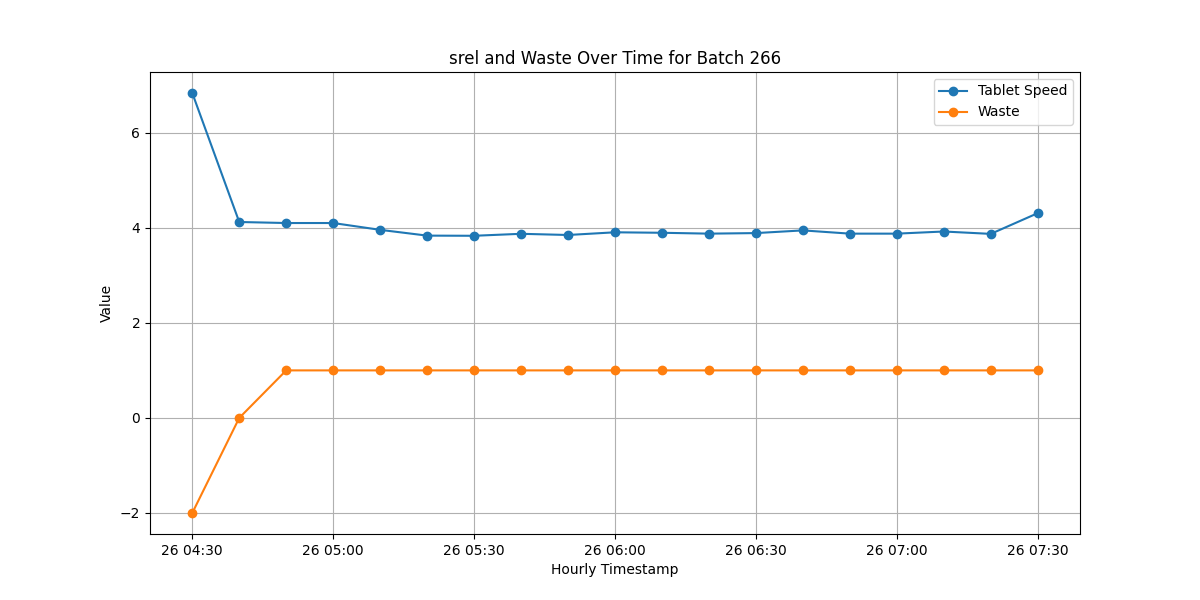 srel and Waste Over Time for Batch 266
Tablet Speed
Waste
6
4
2
0
−2
Value
26 04:30
26 05:00
26 05:30
26 06:00
26 06:30
26 07:00
26 07:30
Hourly Timestamp